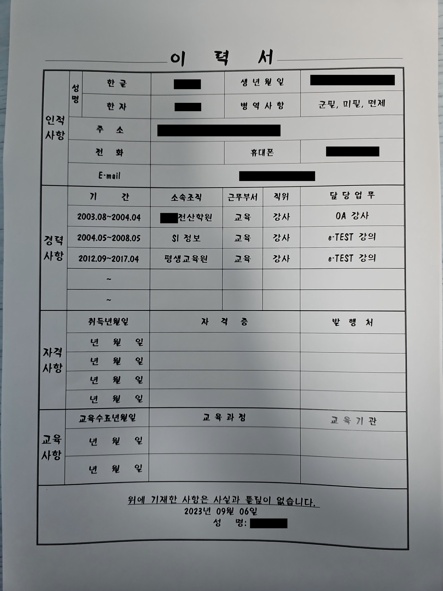 이 력 서
인적사항 성명 한 글 생 년 월 일
한 자 병 역 사 항 군필, 미필, 면제
주 소
전 화 휴대폰
E-mail
경력사항 기 간 소속조직 근무부서 직위 담 당 업 무
2003.08~2004.04 전산학원 교육 강사 OA 강사
2004.05~2008.05 SI 정보 교육 강사 e-TEST 강의
2012.09~2017.04 평생교육원 교육 강사 e-TEST 강의
~
~
자격사항 취득년월일 자 격 증 발 행 처
년 월 일
년 월 일
년 월 일
년 월 일
교육사항 교육수료년월일 교 육 과 정 교 육 기 관
년 월 일
년 월 일
위에 기재한 사항은 사실과 틀림이 없습니다.
2023년 09월 06일
성 명: